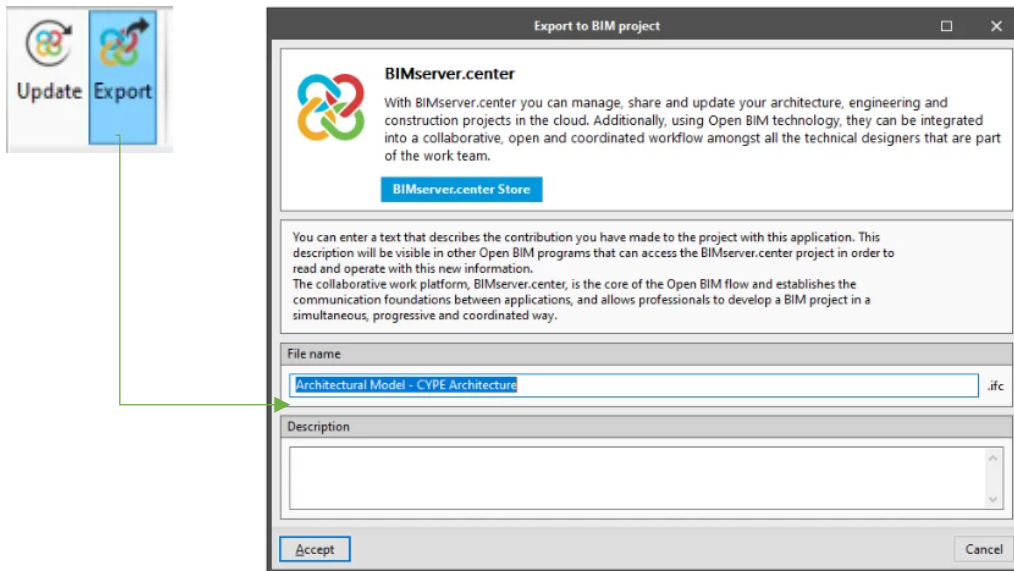 Update Export
Export to BIM project
BIMserver.center
With BIMserver.center you can manage, share and update your architecture, engineering and
construction projects in the cloud. Additionally, using Open BIM technology, they can be integrated
into a collaborative, open and coordinated workflow amongst all the technical designers that are part
of the work team.
BIMserver.center Store
You can enter a text that describes the contribution you have made to the project with this application. This
description will be visible in other Open BIM programs that can access the BIMserver.center project in order to
read and operate with this new information.
The collaborative work platform, BIMserver.center, is the core of the Open BIM flow and establishes the
communication foundations between applications, and allows professionals to develop a BIM project in a
simultaneous, progressive and coordinated way.
File name
Architectural Model - CYPE Architecture .ifc
Description
Accept Cancel